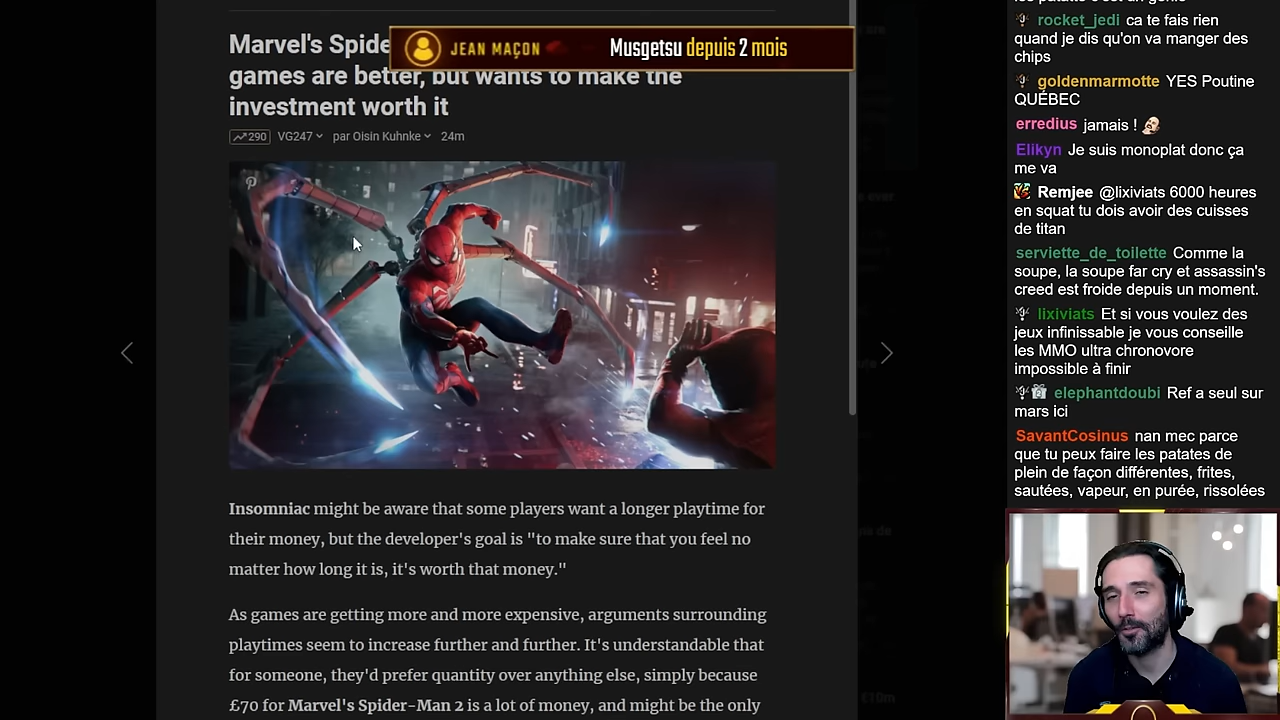 Marvel's Spide
games are better, but wants to make the
investment worth it
JEAN MAÇON
Musgetsu depuis 2 mois
290 VG247 par Oisin Kuhnke 24m
Insomniac might be aware that some players want a longer playtime for
their money, but the developer's goal is "to make sure that you feel no
matter how long it is, it's worth that money."
As games are getting more and more expensive, arguments surrounding
playtimes seem to increase further and further. It's understandable that
for someone, they'd prefer quantity over anything else, simply because
£70 for Marvel's Spider-Man 2 is a lot of money, and might be the only
rocket_jedi ca te fais rien
quand je dis qu'on va manger des
chips
goldenmarmotte YES Poutine
QUÉBEC
erredius jamais !
Elikyn Je suis monoplat donc ça
me va
Remjee @lixiviats 6000 heures
en squat tu dois avoir des cuisses
de titan
serviette_de_toilette Comme la
soupe, la soupe far cry et assassin's
creed est froide depuis un moment.
lixiviats Et si vous voulez des
jeux infinissable je vous conseille
les MMO ultra chronovore
impossible à finir
elephantdoubi Ref a seul sur
mars ici
SavantCosinus nan mec parce
que tu peux faire les patates de
plein de façon différentes, frites,
sautées, vapeur, en purée, rissolées